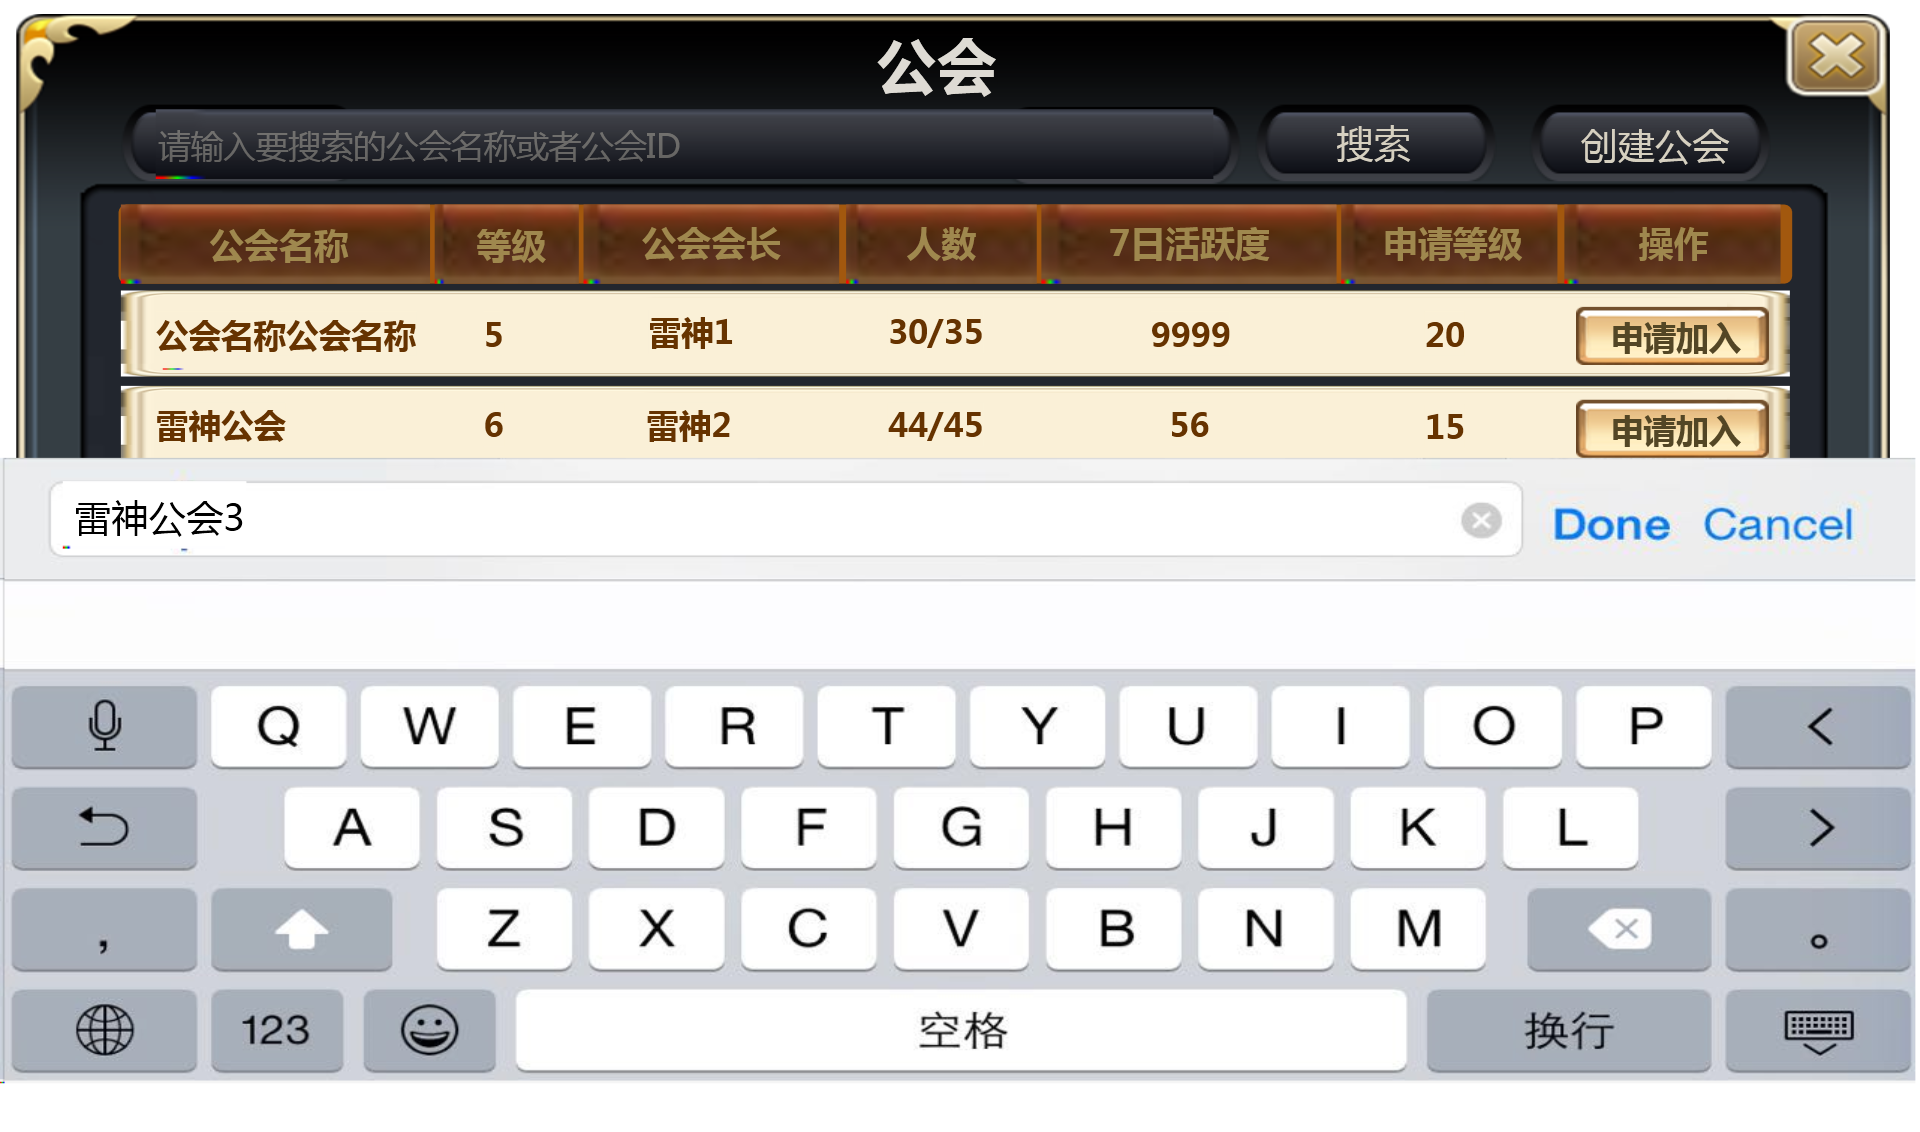 公会
请输入要搜索的公会名称或者公会ID 搜索 创建公会
公会名称 等级 公会会长 人数 7日活跃度 申请等级 操作
公会名称公会名称 5 雷神1 30/35 9999 20 申请加入
雷神公会 6 雷神2 44/45 56 15 申请加入
雷神公会3 Done Cancel
Q W E R T Y U I O P <
A S D F G H J K L >
, Z X C V B N M 。
123 空格 换行